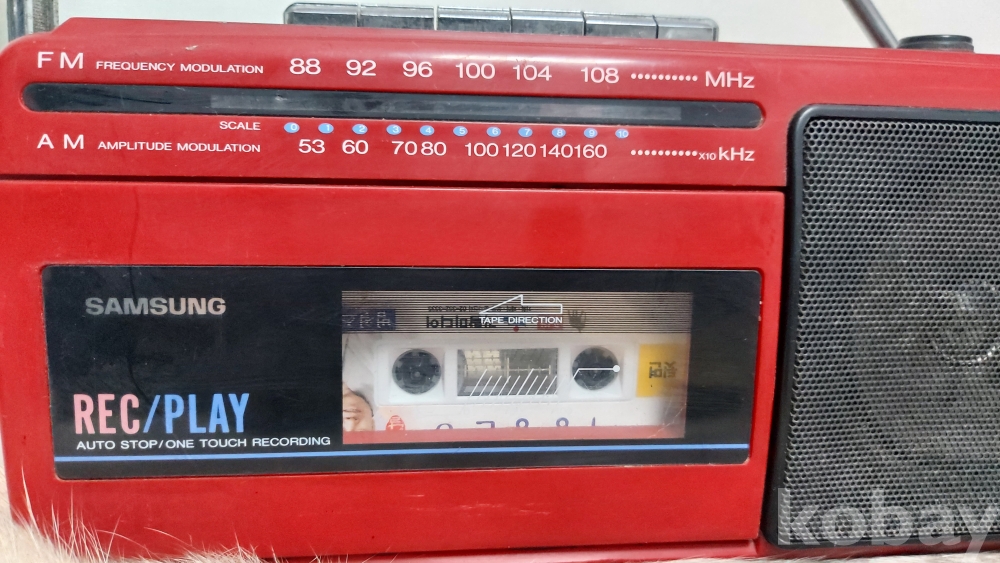 FM FREQUENCY MODULATION 88 92 96 100 104 108 •••••••••• MHz
SCALE 0 1 2 3 4 5 6 7 8 9 10
AM AMPLITUDE MODULATION 53 60 70 80 100 120 140 160 •••••••••• X10 kHz
SAMSUNG
TAPE DIRECTION
REC/PLAY
AUTO STOP/ONE TOUCH RECORDING
kobay